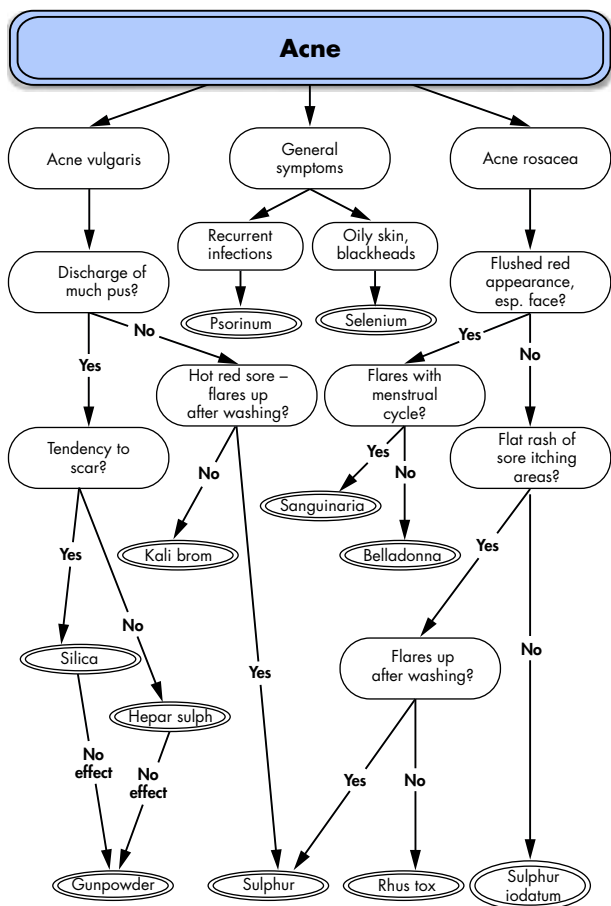 Acne
Acne vulgaris
General
symptoms
Acne rosacea
Recurrent
infections
Oily skin,
blackheads
Discharge of
much pus?
Flushed red
appearance,
esp. face?
Psorinum
Selenium
No
Yes
Yes
No
Hot red sore –
flares up
after washing?
Flares with
menstrual
cycle?
Tendency to
scar?
Flat rash of
sore itching
areas?
No
Yes
No
Sanguinaria
Kali brom
Belladonna
Yes
Yes
No
Silica
Flares up
after washing?
No
Yes
Hepar sulph
No
effect
No
effect
Yes
No
Gunpowder
Sulphur
Rhus tox
Sulphur
iodatum